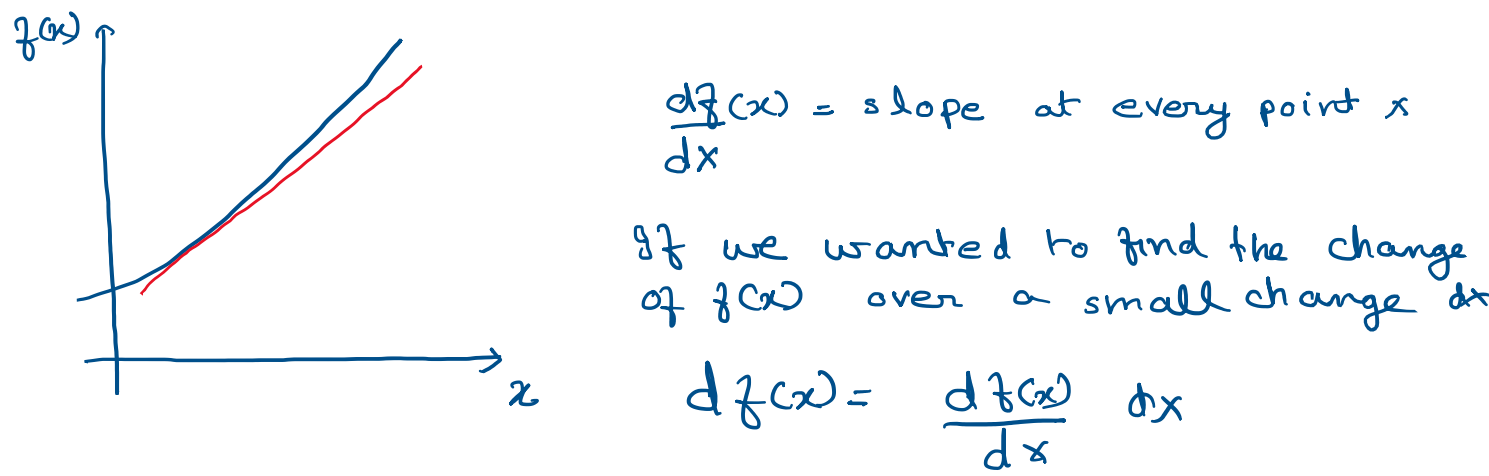 f(x)
x
df/dx (x) = slope at every point x
If we wanted to find the change
of f(x) over a small change dx
df(x) = df(x)/dx dx